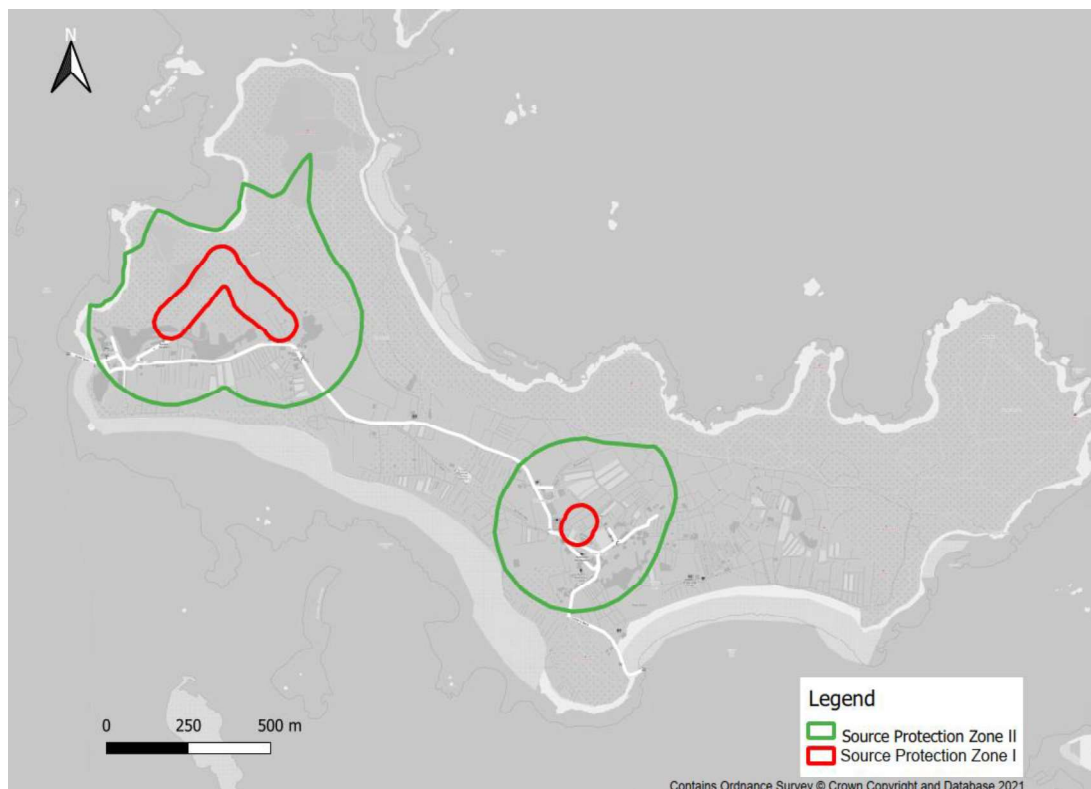 N
0 250 500 m
Legend
Source Protection Zone II
Source Protection Zone I
Contains Ordnance Survey © Crown Copyright and Database 2021